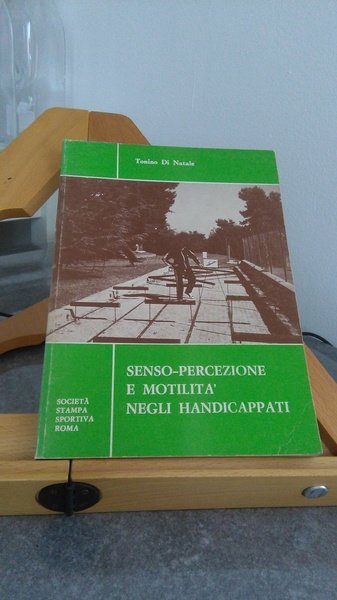 Tonino Di Natale
SENSO-PERCEZIONE
E MOTILITA'
NEGLI HANDICAPPATI
SOCIETÀ
STAMPA
SPORTIVA
ROMA